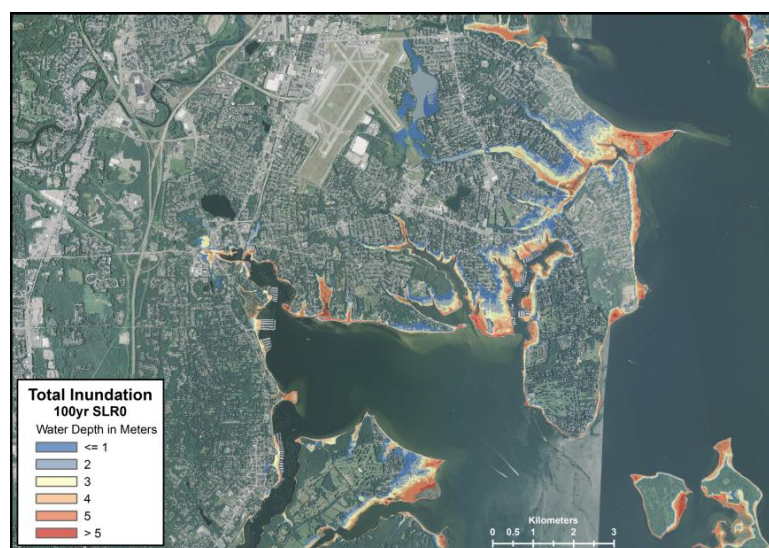 Total Inundation
100yr SLR0
Water Depth in Meters
<= 1
2
3
4
5
> 5
Kilometers
0 0.5 1 2 3